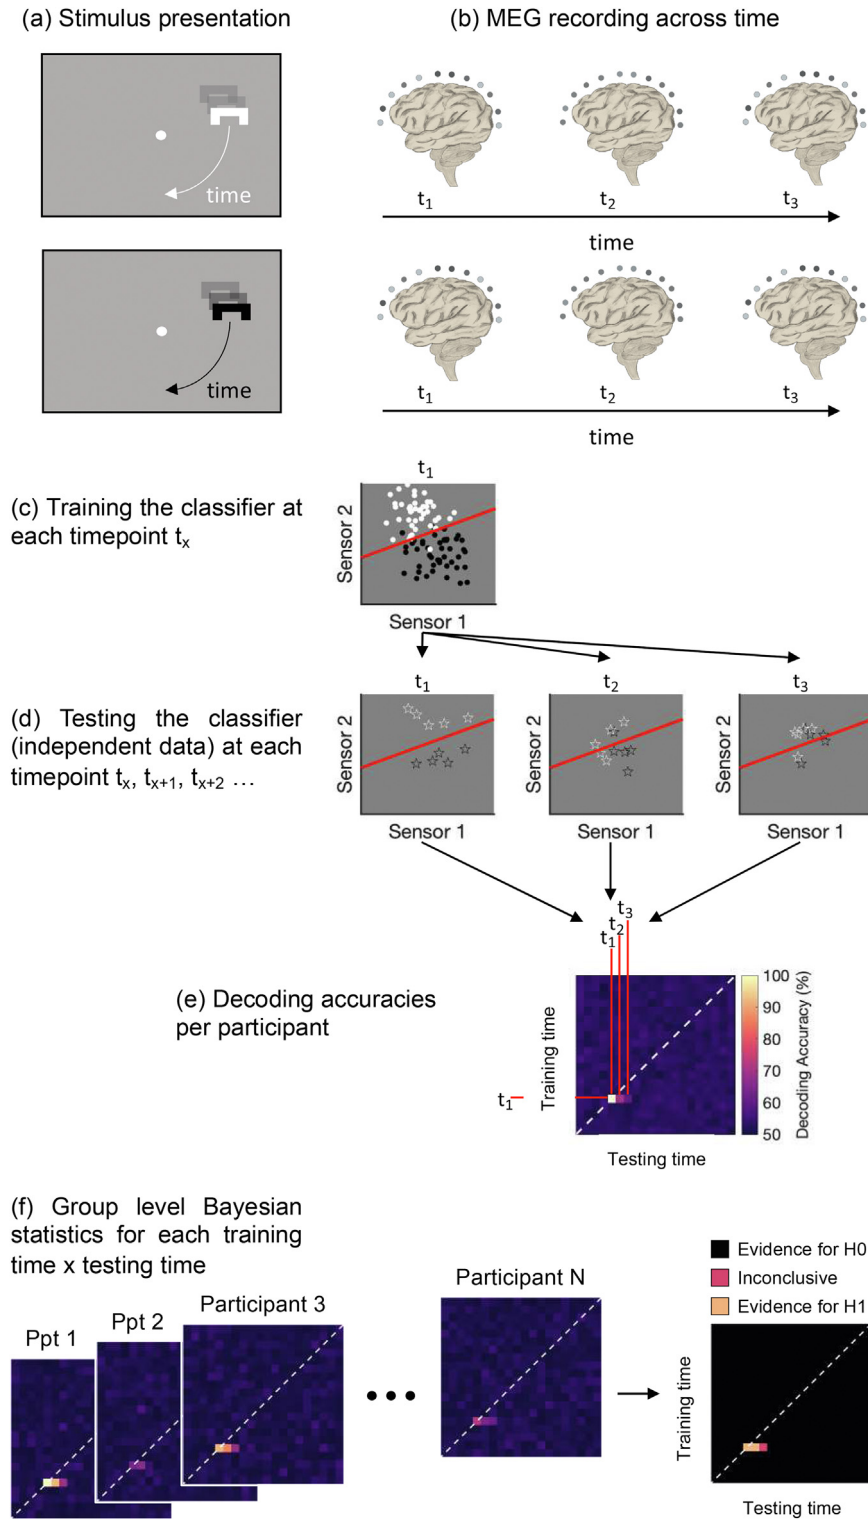 (a) Stimulus presentation
(b) MEG recording across time
time
t1
t2
t3
time
time
t1
t2
t3
time
(c) Training the classifier at
each timepoint tx
t1
Sensor 2
Sensor 1
(d) Testing the classifier
(independent data) at each
timepoint tx, tx+1, tx+2 …
t1
t2
t3
Sensor 2
Sensor 1
Sensor 2
Sensor 1
Sensor 2
Sensor 1
t3
t2
t1
(e) Decoding accuracies
per participant
t1
Training time
Testing time
100
90
80
70
60
50
Decoding Accuracy (%)
(f) Group level Bayesian
statistics for each training
time x testing time
Ppt 1
Ppt 2
Participant 3
Participant N
Evidence for H0
Inconclusive
Evidence for H1
Training time
Testing time